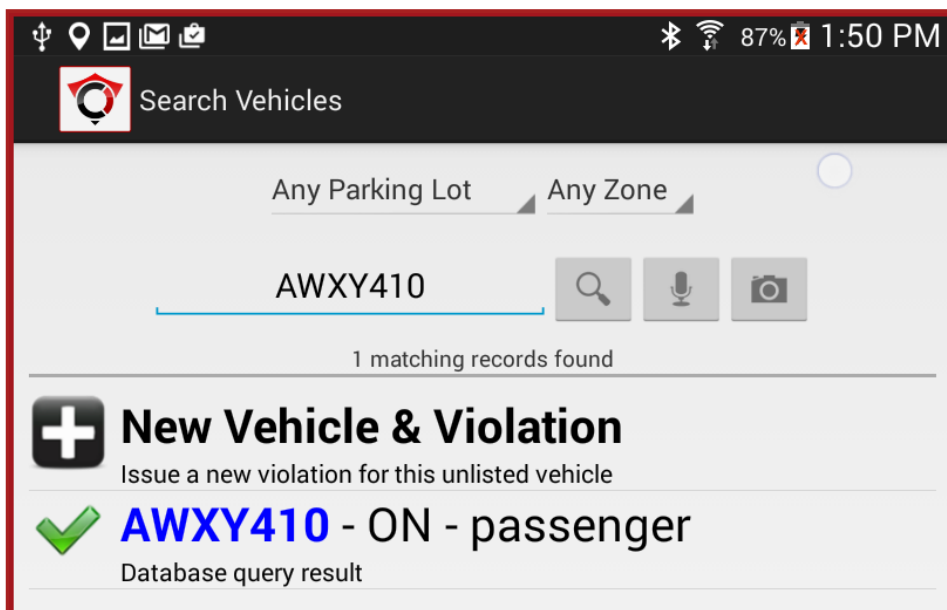 87% 1:50 PM
Search Vehicles
Any Parking Lot Any Zone
AWXY410
1 matching records found
New Vehicle & Violation
Issue a new violation for this unlisted vehicle
AWXY410 - ON - passenger
Database query result